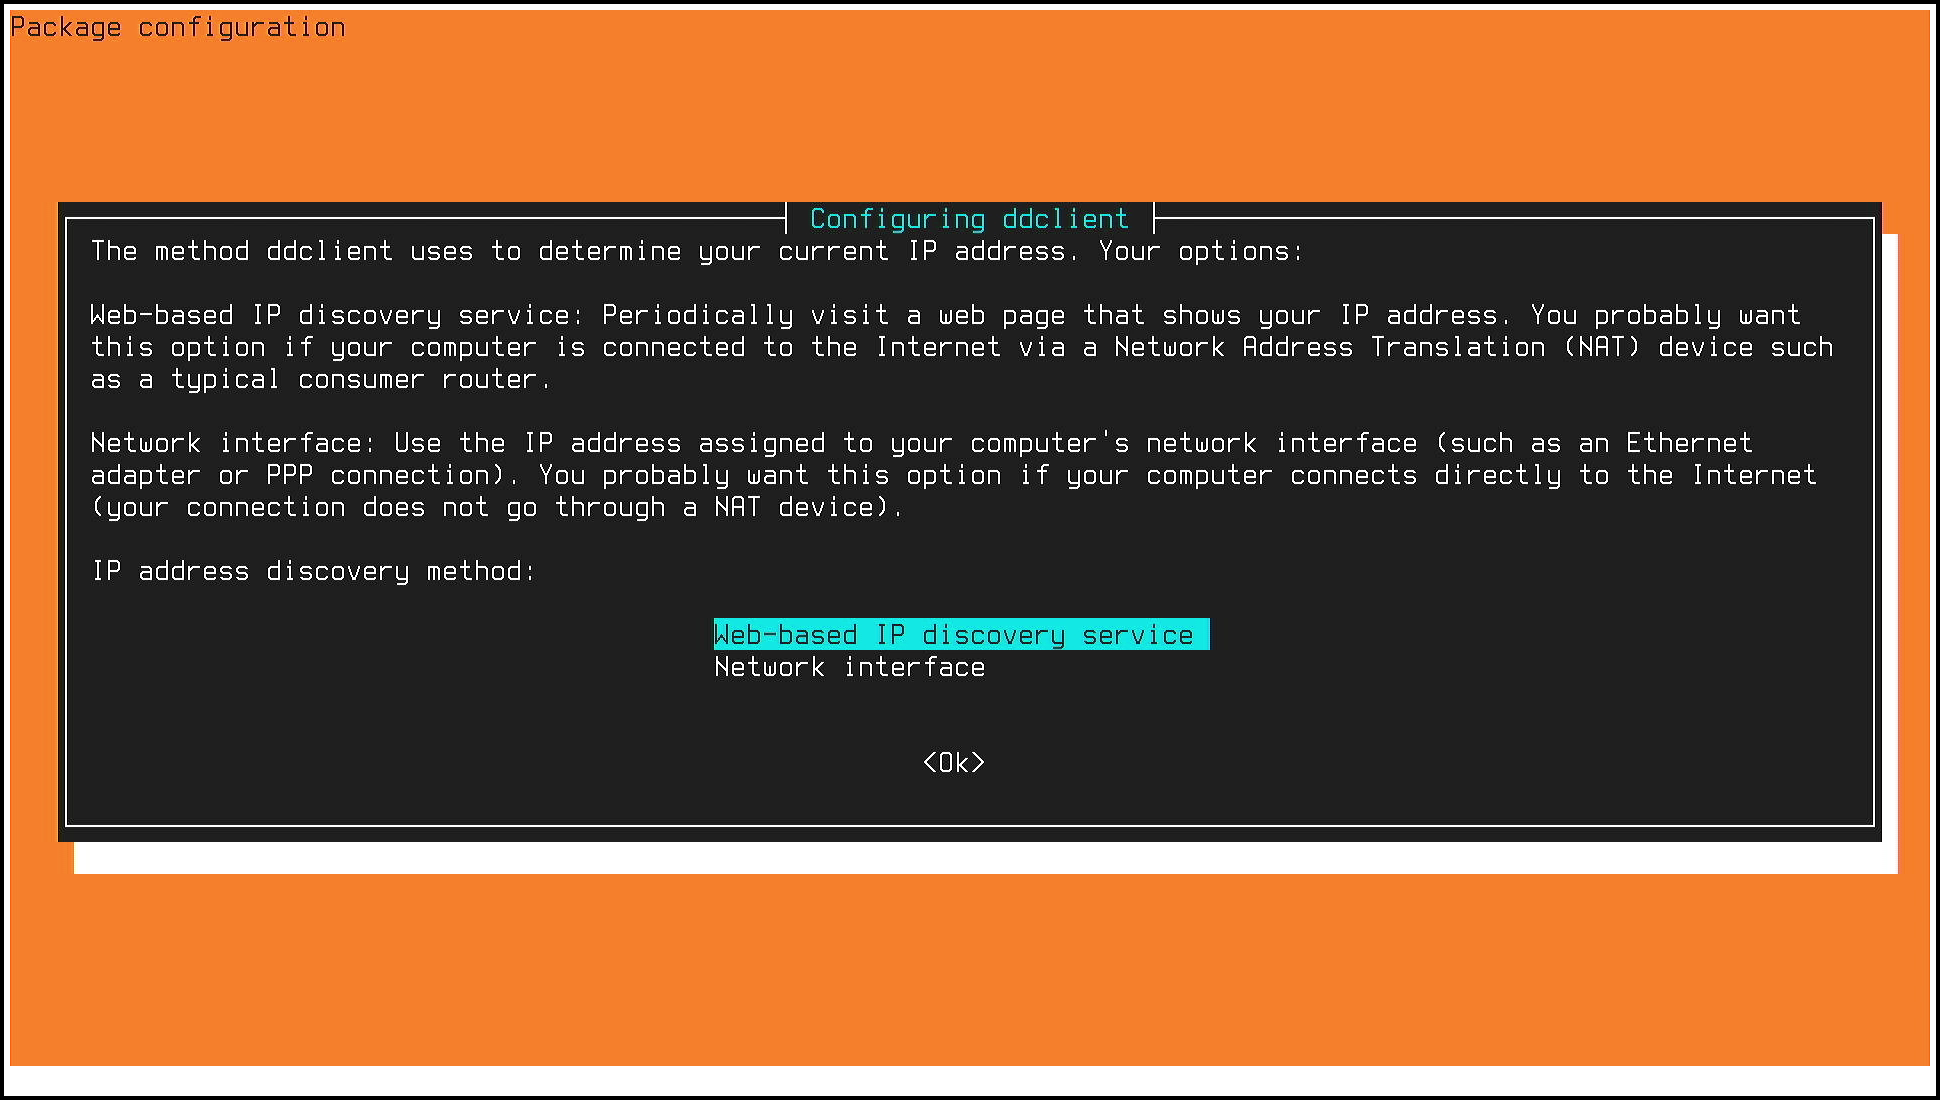 Package configuration
Configuring ddclient
The method ddclient uses to determine your current IP address. Your options:
Web-based IP discovery service: Periodically visit a web page that shows your IP address. You probably want
this option if your computer is connected to the Internet via a Network Address Translation (NAT) device such
as a typical consumer router.
Network interface: Use the IP address assigned to your computer's network interface (such as an Ethernet
adapter or PPP connection). You probably want this option if your computer connects directly to the Internet
(your connection does not go through a NAT device).
IP address discovery method:
Web-based IP discovery service
Network interface
<Ok>